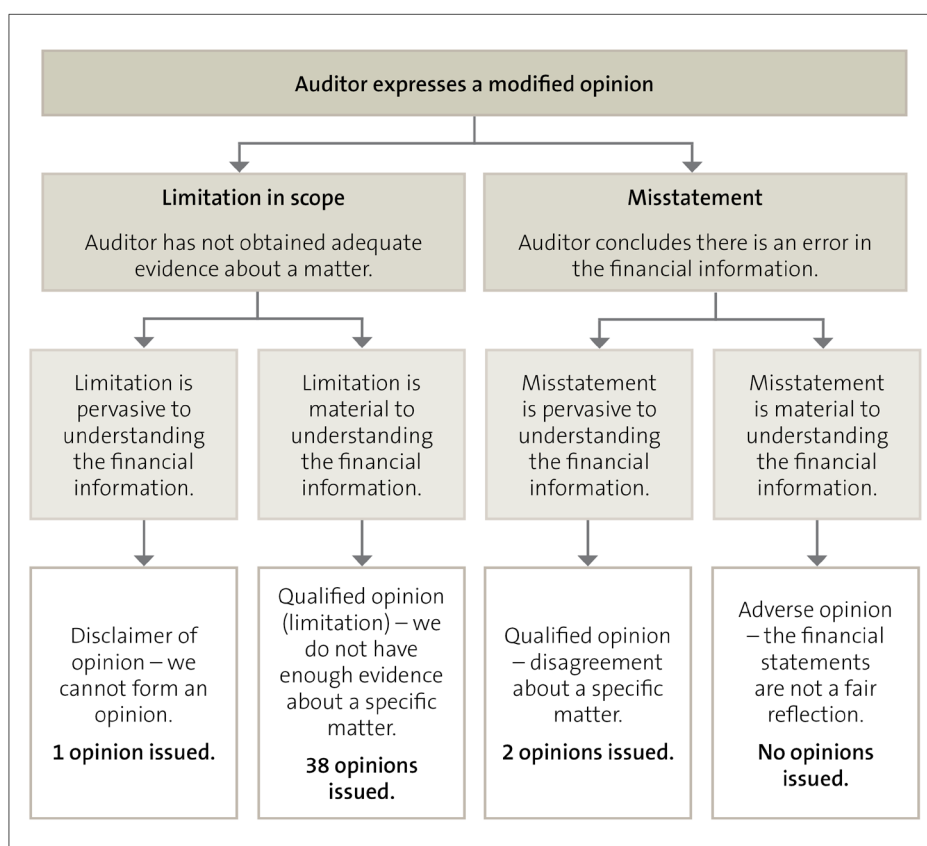 Auditor expresses a modified opinion
Limitation in scope
Auditor has not obtained adequate
evidence about a matter.
Misstatement
Auditor concludes there is an error in
the financial information.
Limitation is
pervasive to
understanding
the financial
information.
Limitation is
material to
understanding
the financial
information.
Misstatement
is pervasive to
understanding
the financial
information.
Misstatement
is material to
understanding
the financial
information.
Disclaimer of
opinion – we
cannot form an
opinion.
1 opinion issued.
Qualified opinion
(limitation) – we
do not have
enough evidence
about a specific
matter.
38 opinions
issued.
Qualified opinion
– disagreement
about a specific
matter.
2 opinions issued.
Adverse opinion
– the financial
statements
are not a fair
reflection.
No opinions
issued.